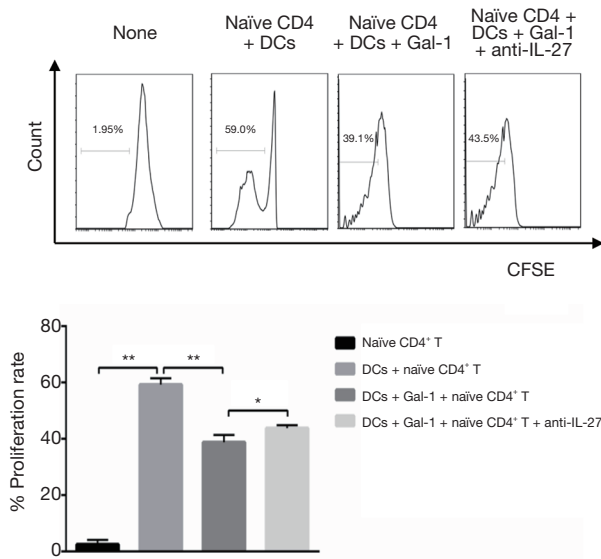 None
Naïve CD4
+ DCs
Naïve CD4
+ DCs + Gal-1
Naïve CD4 +
DCs + Gal-1
+ anti-IL-27
Count
1.95%
59.0%
39.1%
43.5%
CFSE
% Proliferation rate
80
60
40
20
0
**
**
*
Naïve CD4⁺ T
DCs + naïve CD4⁺ T
DCs + Gal-1 + naïve CD4⁺ T
DCs + Gal-1 + naïve CD4⁺ T + anti-IL-27